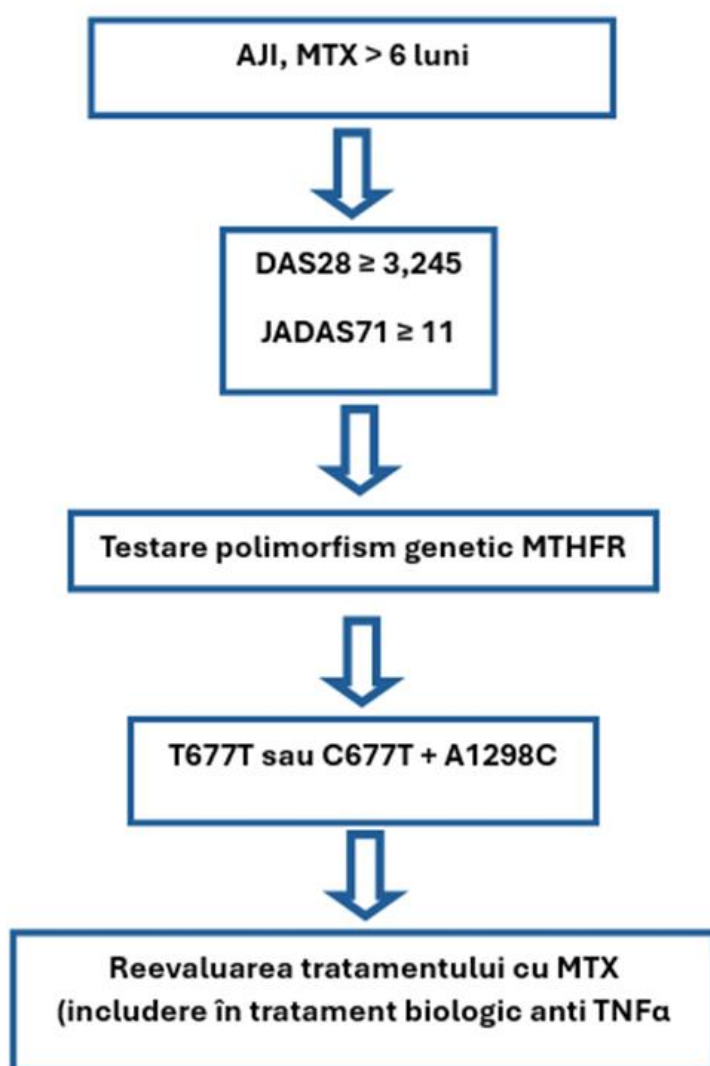 AJI, MTX > 6 luni
DAS28 ≥ 3,245
JADAS71 ≥ 11
Testare polimorfism genetic MTHFR
T677T sau C677T + A1298C
Reevaluarea tratamentului cu MTX
(includere în tratament biologic anti TNFα